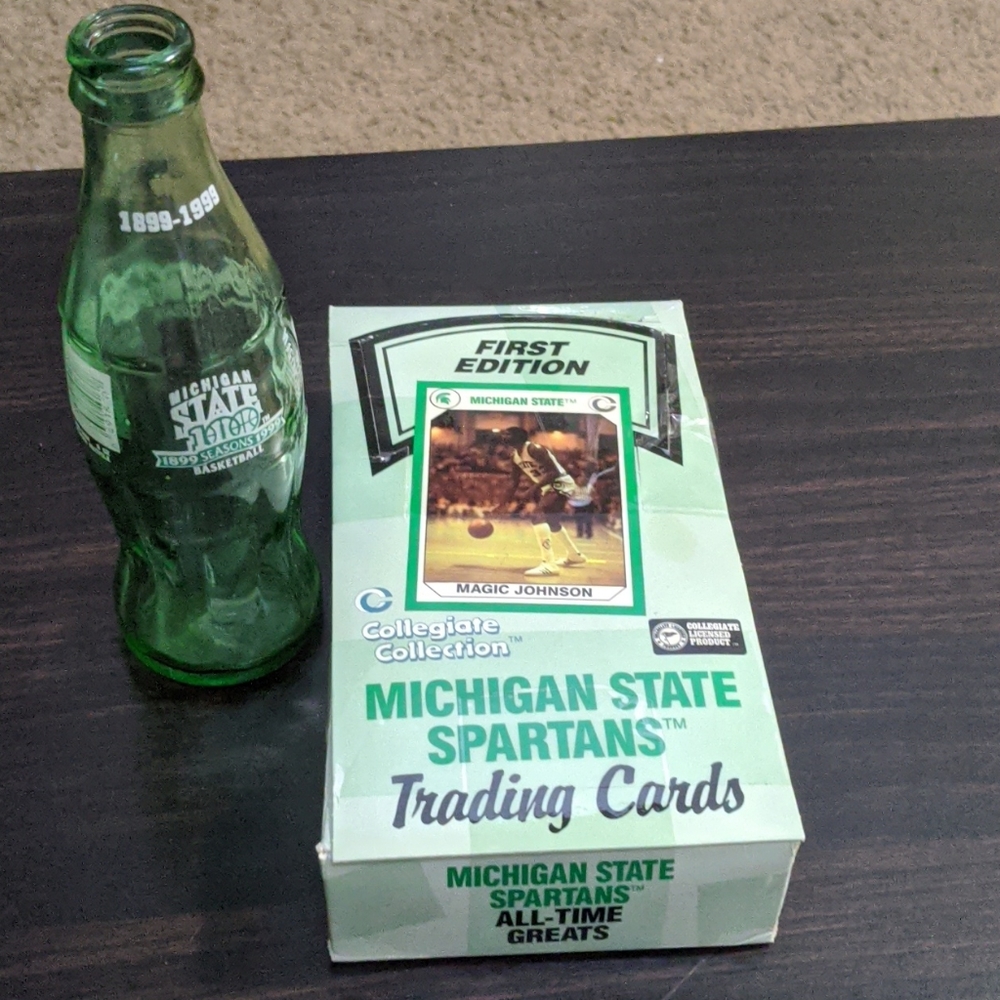 1899-1999
MICHIGAN
STATE
100
1899 SEASONS 1999
BASKETBALL
FIRST
EDITION
MICHIGAN STATE™
MAGIC JOHNSON
Collegiate
Collection™
COLLEGIATE
LICENSED
PRODUCT
MICHIGAN STATE
SPARTANS™
Trading Cards
MICHIGAN STATE
SPARTANS™
ALL-TIME
GREATS